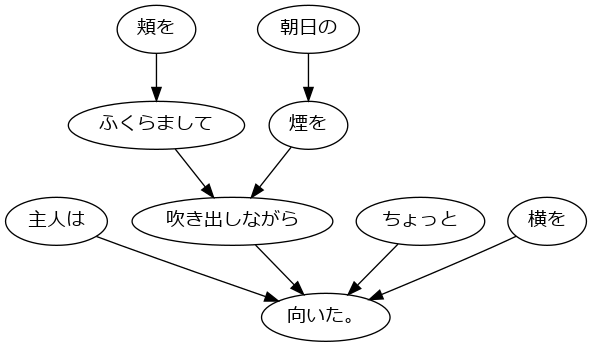 頬を
朝日の
ふくらまして
煙を
主人は
吹き出しながら
ちょっと
横を
向いた。